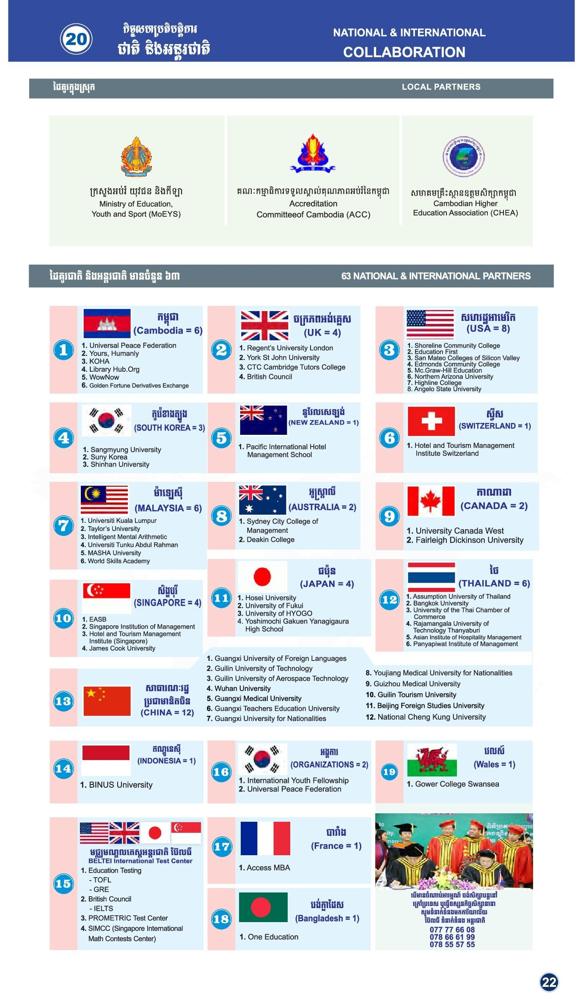 20
កិច្ចសហប្រតិបត្តិការ
ជាតិ និងអន្តរជាតិ
NATIONAL & INTERNATIONAL
COLLABORATION
ដៃគូរក្នុងស្រុក
LOCAL PARTNERS
ក្រសួងអប់រំ យុវជន និងកីឡា
Ministry of Education,
Youth and Sport (MoEYS)
គណៈកម្មាធិការទទួលស្គាល់គុណភាពអប់រំនៃកម្ពុជា
Accreditation
Committeeof Cambodia (ACC)
សមាគមគ្រឹះស្ថានឧត្តមសិក្សាកម្ពុជា
Cambodian Higher
Education Association (CHEA)
ដៃគូរជាតិ និងអន្តរជាតិ មានចំនួន ៦៣
63 NATIONAL & INTERNATIONAL PARTNERS
1
កម្ពុជា
(Cambodia = 6)
1. Universal Peace Federation
2. Yours, Humanly
3. KOHA
4. Library Hub.Org
5. WowNow
6. Golden Fortune Derivatives Exchange
2
ចក្រភពអង់គ្លេស
(UK = 4)
1. Regent's University London
2. York St John University
3. CTC Cambridge Tutors College
4. British Council
3
សហរដ្ឋអាមេរិក
(USA = 8)
1. Shoreline Community College
2. Education First
3. San Mateo Colleges of Silicon Valley
4. Edmonds Community College
5. Mc.Graw-Hill Education
6. Northern Arizona University
7. Highline College
8. Angelo State University
4
កូរ៉េខាងត្បូង
(SOUTH KOREA = 3)
1. Sangmyung University
2. Suny Korea
3. Shinhan University
5
នូវែលសេឡង់
(NEW ZEALAND = 1)
1. Pacific International Hotel
Management School
6
ស្វីស
(SWITZERLAND = 1)
1. Hotel and Tourism Management
Institute Switzerland
7
ម៉ាឡេស៊ី
(MALAYSIA = 6)
1. Universiti Kuala Lumpur
2. Taylor's University
3. Intelligent Mental Arithmetic
4. Universiti Tunku Abdul Rahman
5. MASHA University
6. World Skills Academy
8
អូស្ត្រាលី
(AUSTRALIA = 2)
1. Sydney City College of
Management
2. Deakin College
9
កាណាដា
(CANADA = 2)
1. University Canada West
2. Fairleigh Dickinson University
10
សិង្ហបុរី
(SINGAPORE = 4)
1. EASB
2. Singapore Institution of Management
3. Hotel and Tourism Management
Institute (Singapore)
4. James Cook University
11
ជប៉ុន
(JAPAN = 4)
1. Hosei University
2. University of Fukui
3. University of HYOGO
4. Yoshimochi Gakuen Yanagigaura
High School
12
ថៃ
(THAILAND = 6)
1. Assumption University of Thailand
2. Bangkok University
3. University of the Thai Chamber of
Commerce
4. Rajamangala University of
Technology Thanyaburi
5. Asian Institute of Hospitality Management
6. Panyapiwat Institute of Management
13
សាធារណៈរដ្ឋ
ប្រជាមានិតចិន
(CHINA = 12)
1. Guangxi University of Foreign Languages
2. Guilin University of Technology
3. Guilin University of Aerospace Technology
4. Wuhan University
5. Guangxi Medical University
6. Guangxi Teachers Education University
7. Guangxi University for Nationalities
8. Youjiang Medical University for Nationalities
9. Guizhou Medical University
10. Guilin Tourism University
11. Beijing Foreign Studies University
12. National Cheng Kung University
14
ឥណ្ឌូនេស៊ី
(INDONESIA = 1)
1. BINUS University
16
អង្គការ
(ORGANIZATIONS = 2)
1. International Youth Fellowship
2. Universal Peace Federation
19
វេលស៍
(Wales = 1)
1. Gower College Swansea
15
មជ្ឈមណ្ឌលតេស្តអន្តរជាតិ ប៊ែលធី
BELTEI International Test Center
1. Education Testing
- TOFL
- GRE
2. British Council
- IELTS
3. PROMETRIC Test Center
4. SIMCC (Singapore International
Math Contests Center)
17
បារាំង
(France = 1)
1. Access MBA
18
បង់ក្លាដែស
(Bangladesh = 1)
1. One Education
077 77 66 08
078 66 61 99
078 55 57 55
22